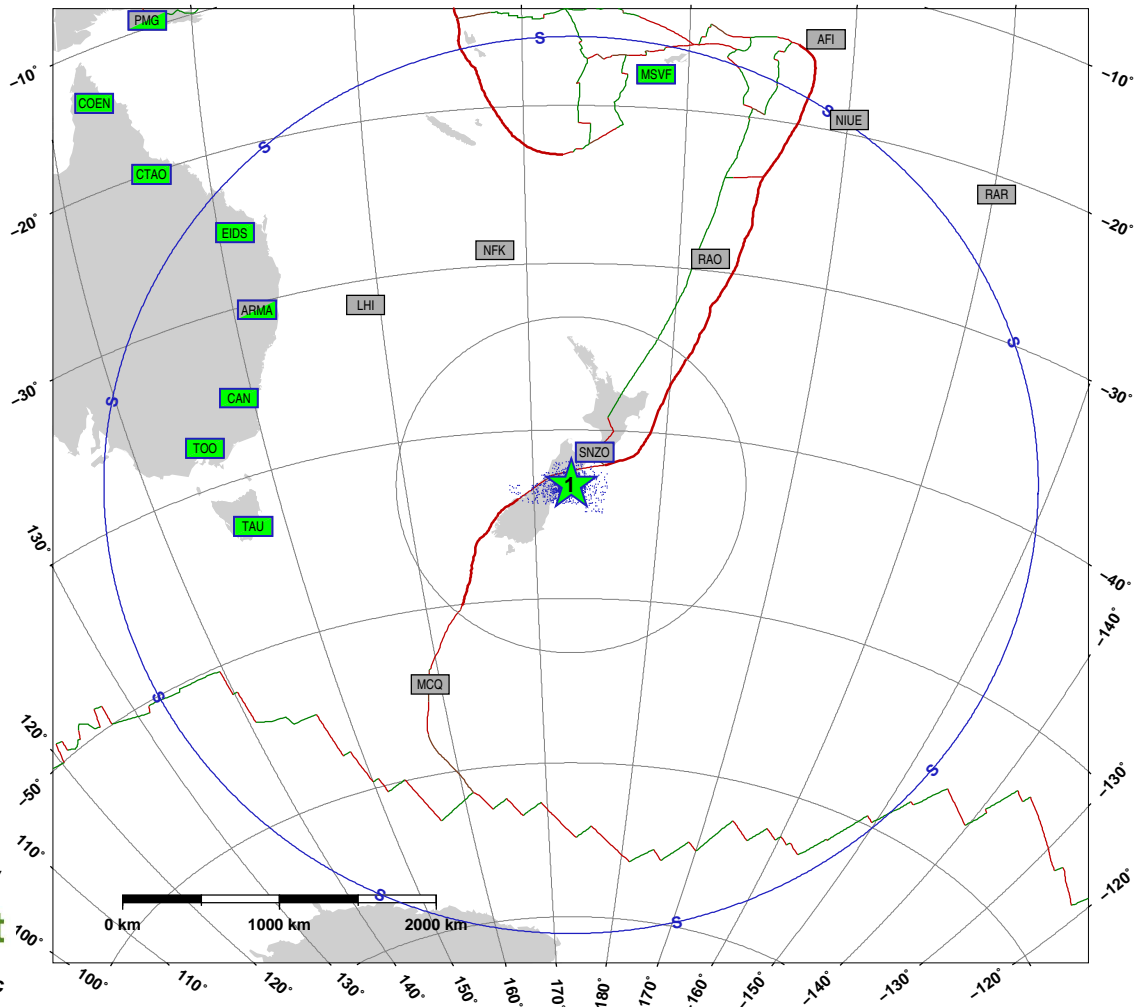 PMG
AFI
S
−10˚
−10˚
MSVF
COEN
S
NIUE
S
CTAO
RAR
−20˚
−20˚
EIDS
NFK
RAO
LHI
ARMA
S
−30˚
−30˚
CAN
S
TOO
SNZO
1
TAU
130˚
−40˚
−140˚
MCQ
S
120˚
S
−130˚
−50˚
110˚
−120˚
S
S
0 km
1000 km
2000 km
100˚
100˚
110˚
120˚
130˚
140˚
150˚
160˚
170˚
180˚
−170˚
−160˚
−150˚
−140˚
−130˚
−120˚